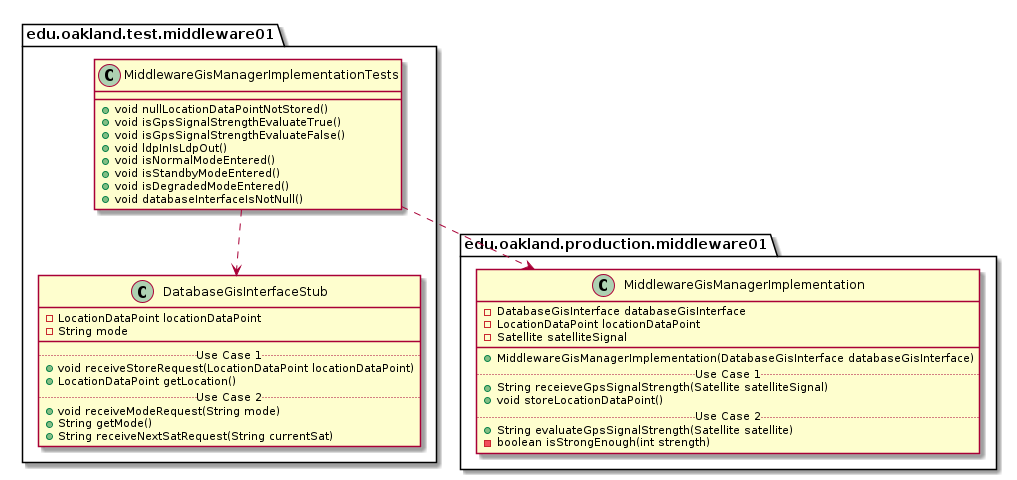 edu.oakland.test.middleware01
C MiddlewareGisManagerImplementationTests
void nullLocationDataPointNotStored()
void isGpsSignalStrengthEvaluateTrue()
void isGpsSignalStrengthEvaluateFalse()
void ldpInIsLdpOut()
void isNormalModeEntered()
void isStandbyModeEntered()
void isDegradedModeEntered()
void databaseInterfaceIsNotNull()
C DatabaseGisInterfaceStub
LocationDataPoint locationDataPoint
String mode
Use Case 1
void receiveStoreRequest(LocationDataPoint locationDataPoint)
LocationDataPoint getLocation()
Use Case 2
void receiveModeRequest(String mode)
String getMode()
String receiveNextSatRequest(String currentSat)
edu.oakland.production.middleware01
C MiddlewareGisManagerImplementation
DatabaseGisInterface databaseGisInterface
LocationDataPoint locationDataPoint
Satellite satelliteSignal
MiddlewareGisManagerImplementation(DatabaseGisInterface databaseGisInterface)
Use Case 1
String receieveGpsSignalStrength(Satellite satelliteSignal)
void storeLocationDataPoint()
Use Case 2
String evaluateGpsSignalStrength(Satellite satellite)
boolean isStrongEnough(int strength)